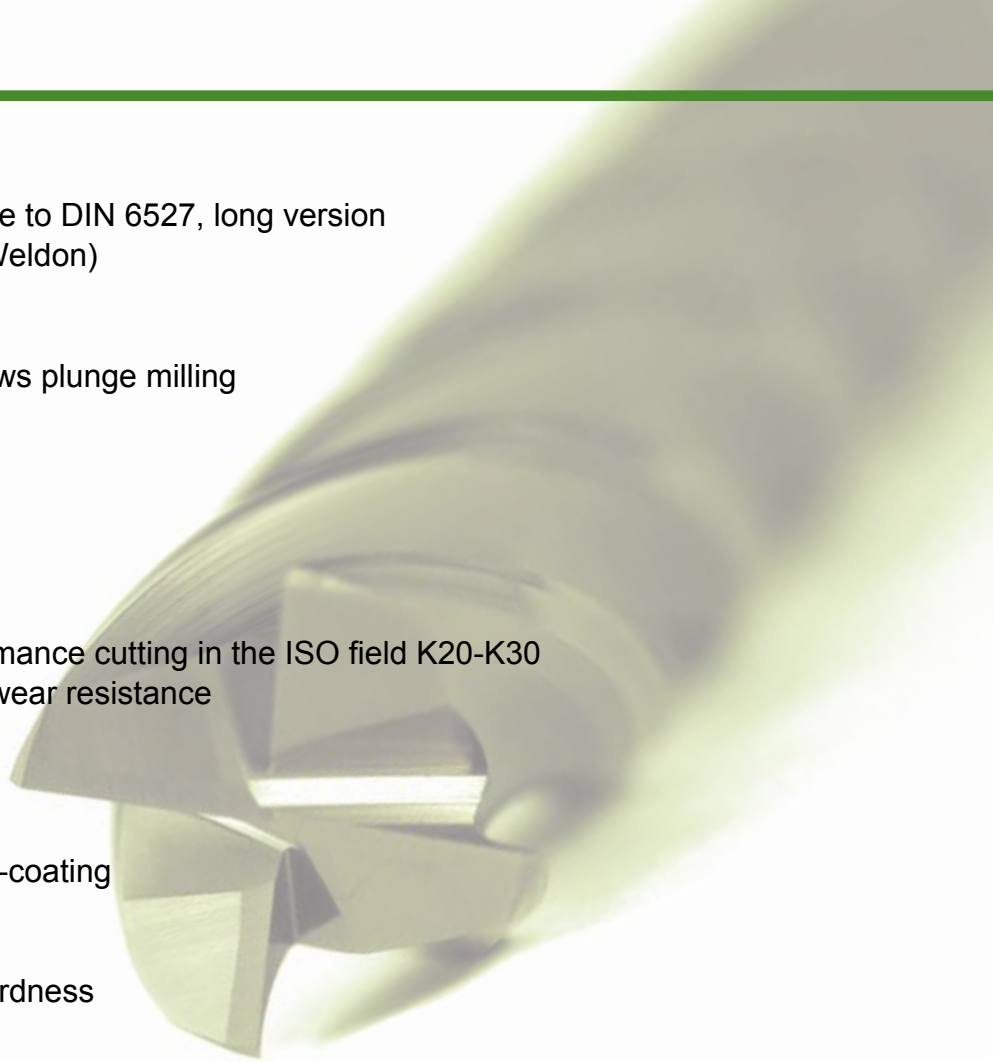 e to DIN 6527, long version
Weldon)
ws plunge milling
mance cutting in the ISO field K20-K30
wear resistance
-coating
rdness